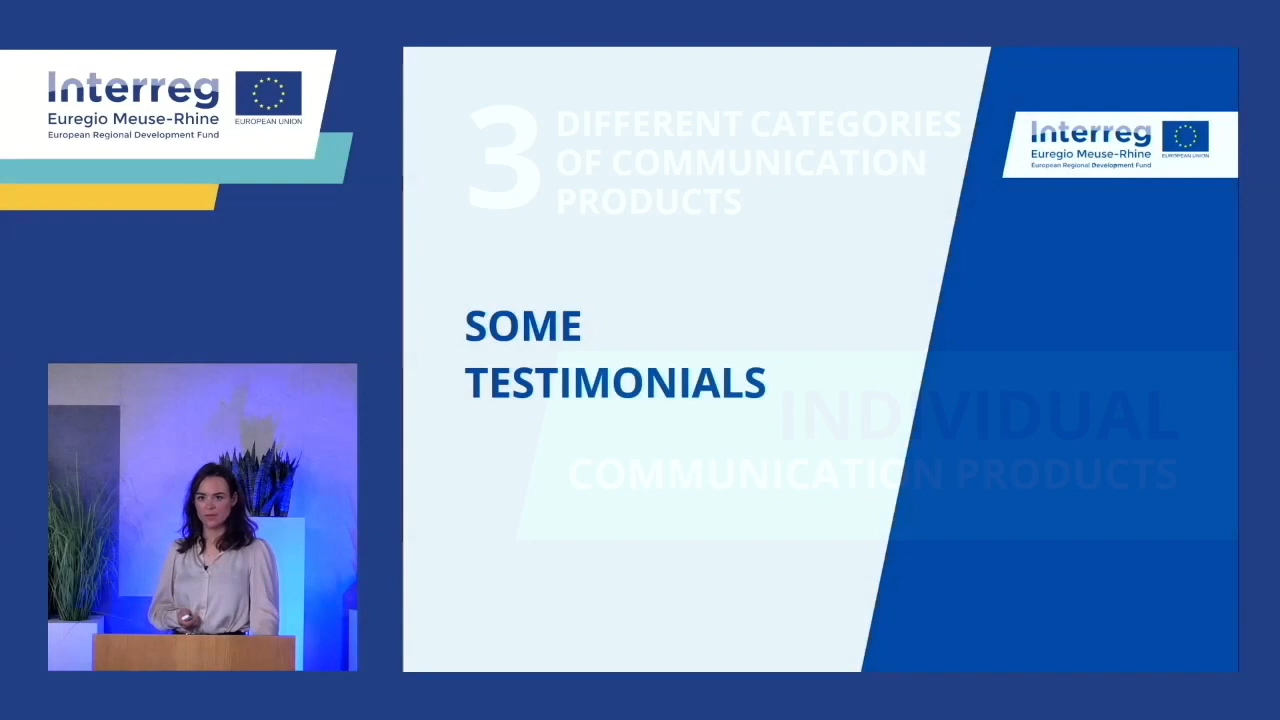 Interreg
Euregio Meuse-Rhine
European Regional Development Fund
EUROPEAN UNION
3
DIFFERENT CATEGORIES
OF COMMUNICATION
PRODUCTS
Interreg
Euregio Meuse-Rhine
European Regional Development Fund
EUROPEAN UNION
SOME
TESTIMONIALS
INDIVIDUAL
COMMUNICATION PRODUCTS